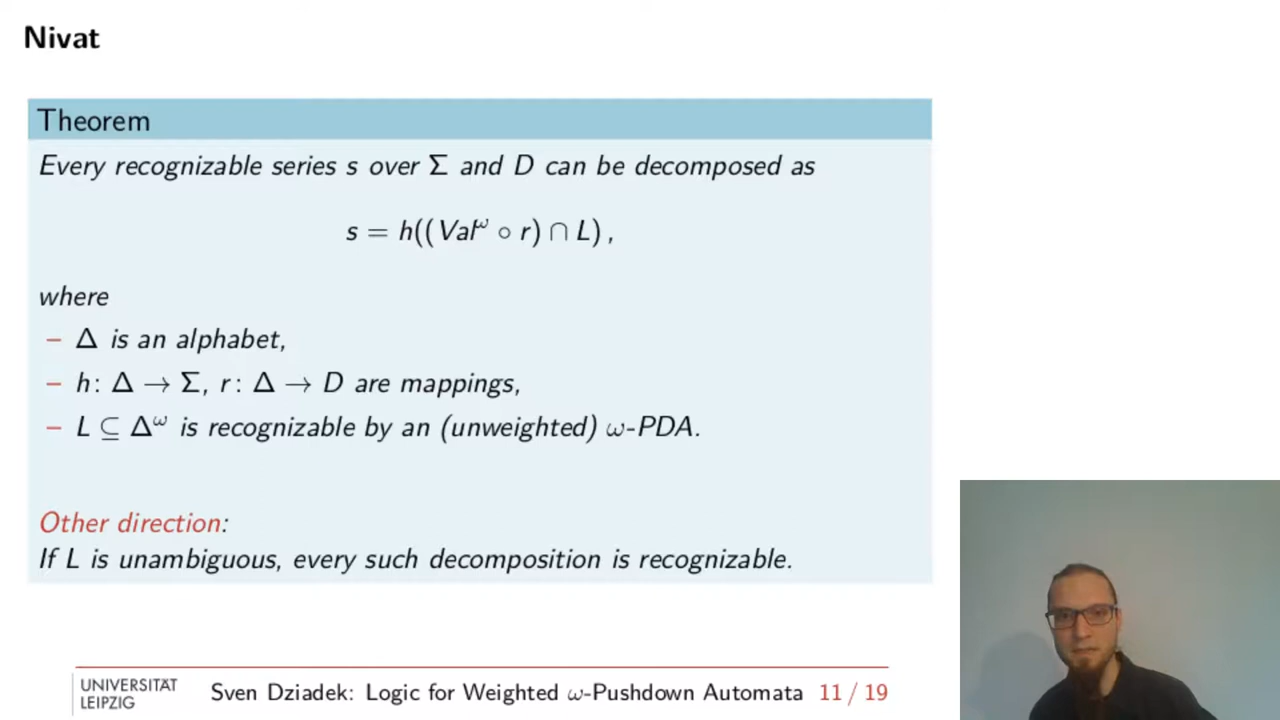 Nivat
Theorem
Every recognizable series s over Σ and D can be decomposed as
s = h((Val^ω ∘ r) ∩ L) ,
where
– Δ is an alphabet,
– h: Δ → Σ, r: Δ → D are mappings,
– L ⊆ Δ^ω is recognizable by an (unweighted) ω-PDA.
Other direction:
If L is unambiguous, every such decomposition is recognizable.
UNIVERSITÄT
LEIPZIG
Sven Dziadek: Logic for Weighted ω-Pushdown Automata 11 / 19